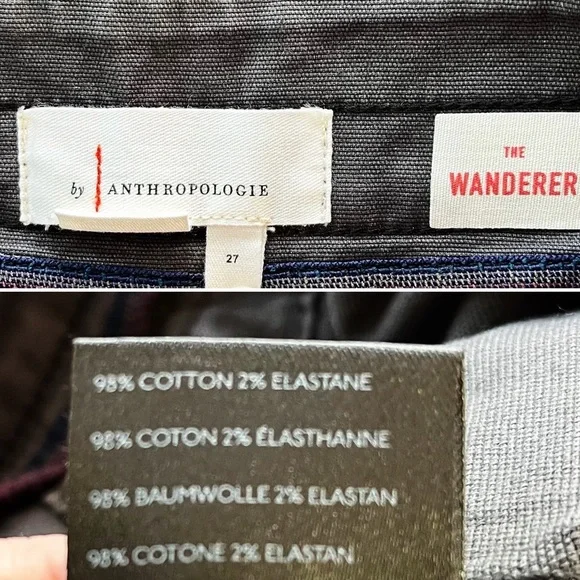 by ANTHROPOLOGIE
THE
WANDERER
27
98% COTTON 2% ELASTANE
98% COTON 2% ÉLASTHANNE
98% BAUMWOLLE 2% ELASTAN
98% COTONE 2% ELASTAN